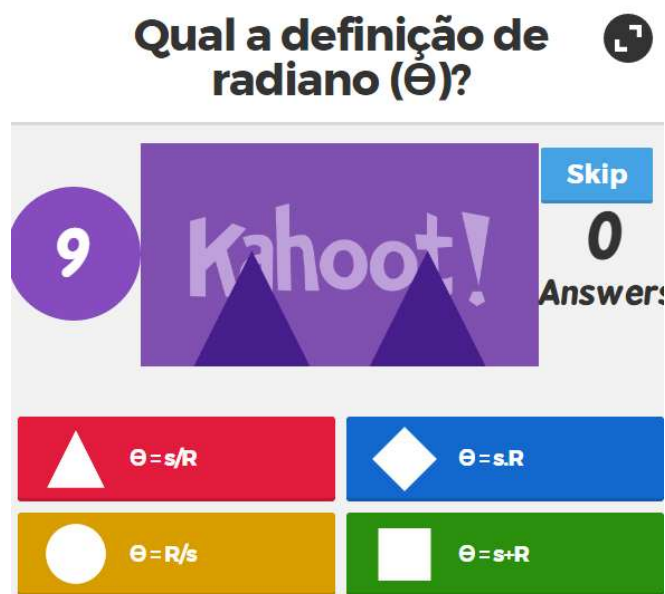 Qual a definição de
radiano (Ɵ)?
9
Kahoot!
Skip
0
Answers
Ɵ = s/R
Ɵ = s.R
Ɵ = R/s
Ɵ = s+R